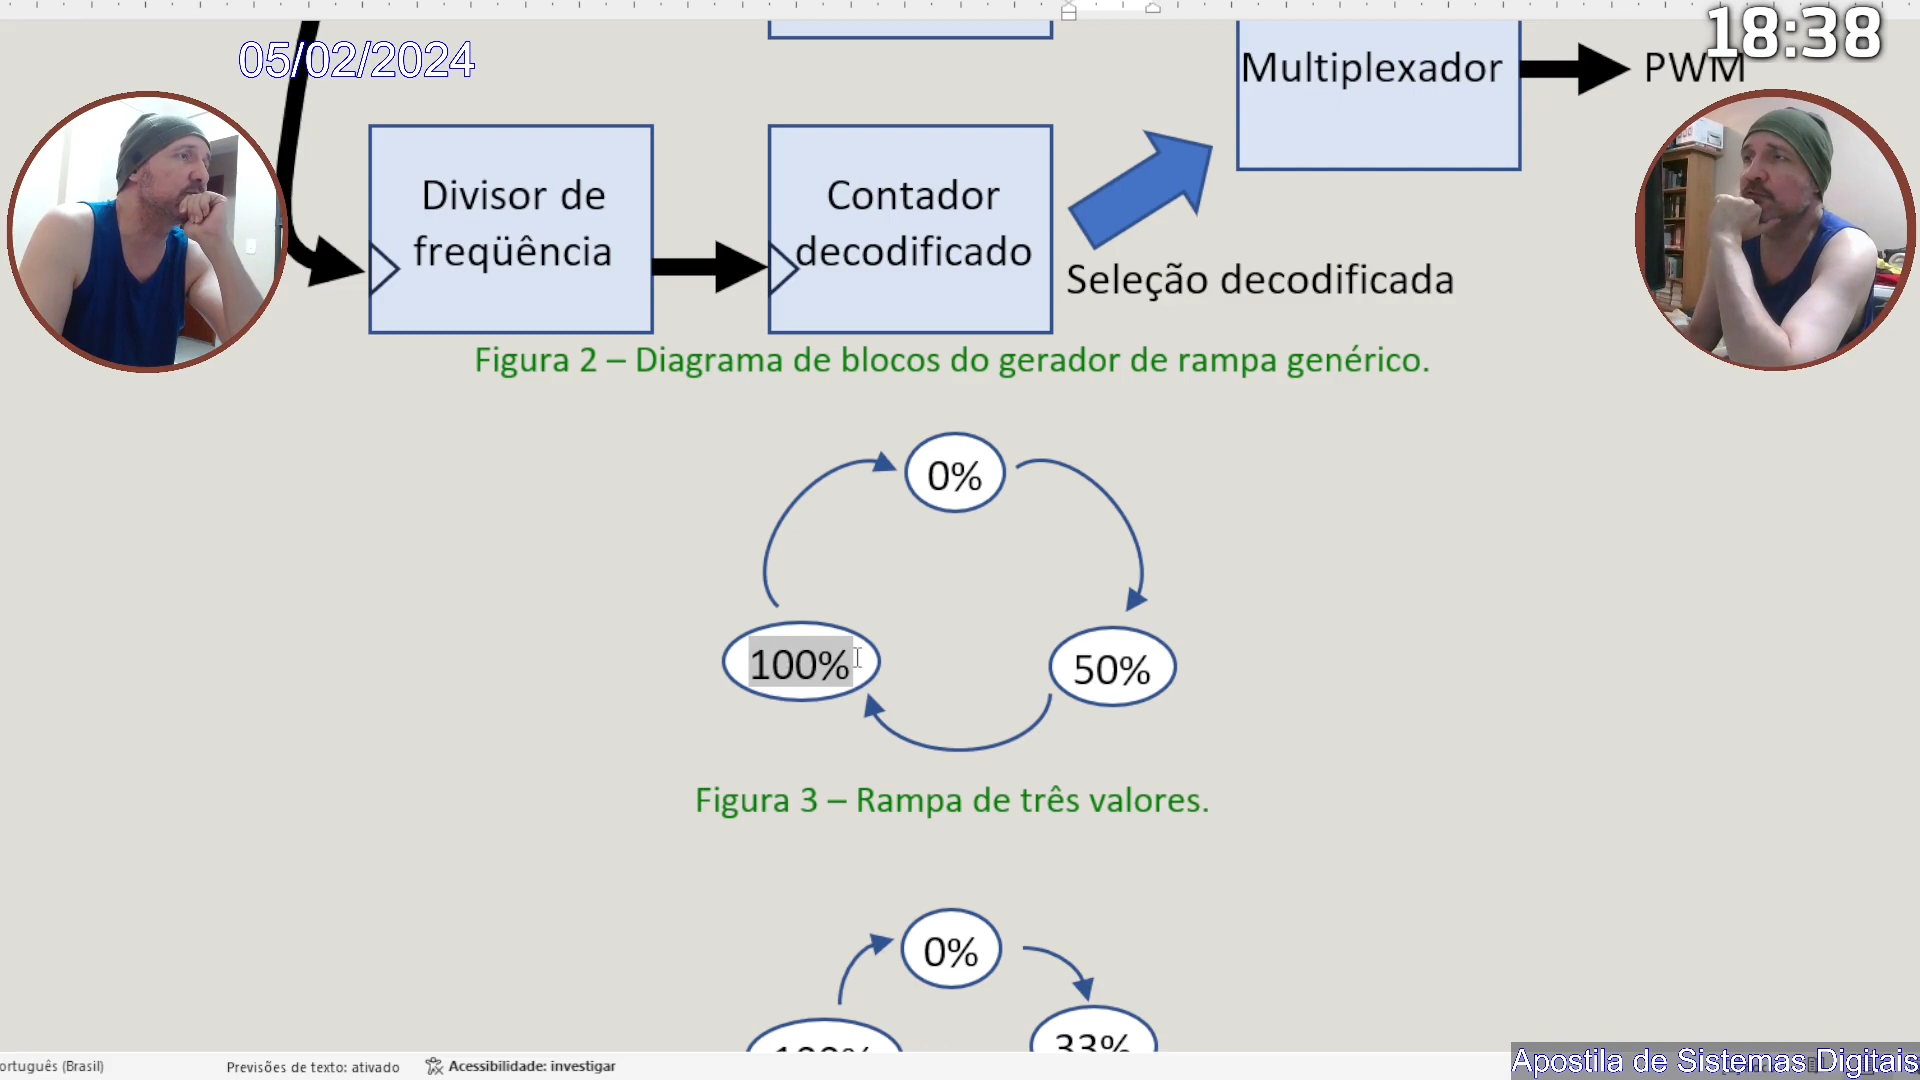 18:38
05/02/2024
Multiplexador
PWM
Divisor de
freqüência
Contador
decodificado
Seleção decodificada
Figura 2 – Diagrama de blocos do gerador de rampa genérico.
0%
100%
50%
Figura 3 – Rampa de três valores.
0%
100%
33%
ortuguês (Brasil)
Previsões de texto: ativado
Acessibilidade: investigar
Apostila de Sistemas Digitais